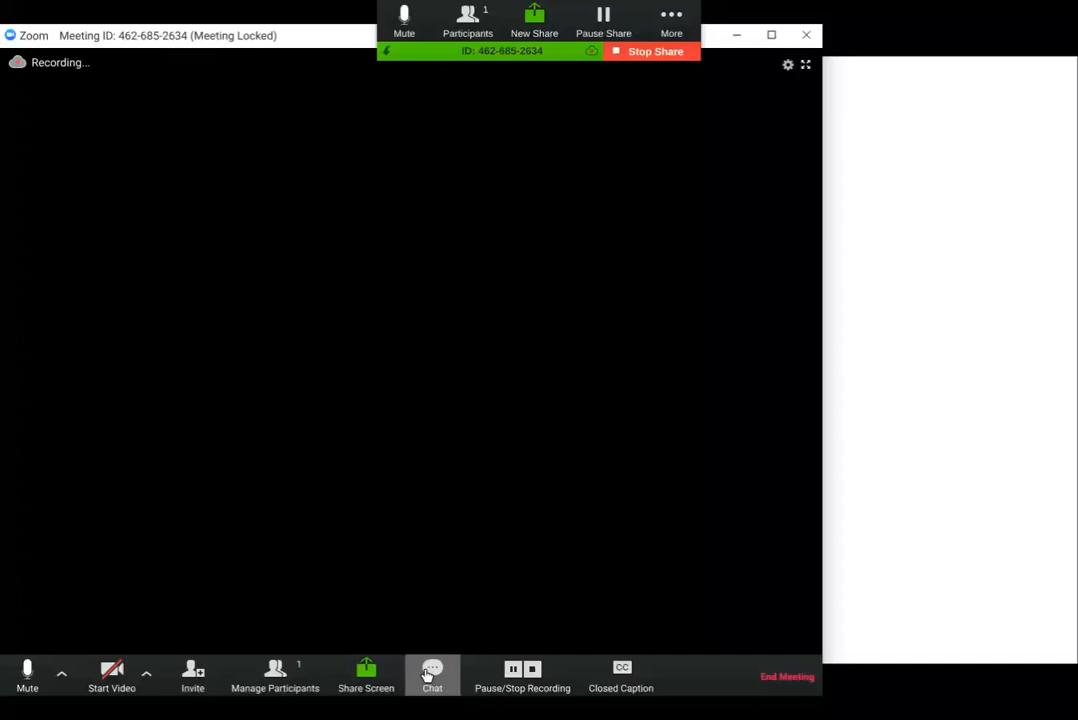 Mute
Participants 1
New Share
Pause Share
More
Zoom Meeting ID: 462-685-2634 (Meeting Locked)
ID: 462-685-2634
Stop Share
Recording...
Mute
Start Video
Invite
Manage Participants 1
Share Screen
Chat
Pause/Stop Recording
CC
Closed Caption
End Meeting